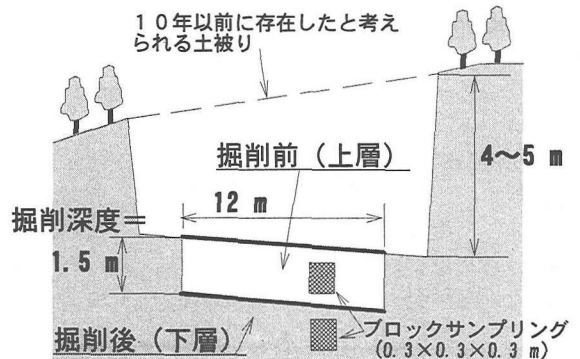 １０年以前に存在したと考え
られる土被り
掘削前（上層）
4〜5 m
12 m
掘削深度＝
1.5 m
掘削後（下層）
ブロックサンプリング
(0.3×0.3×0.3 m)